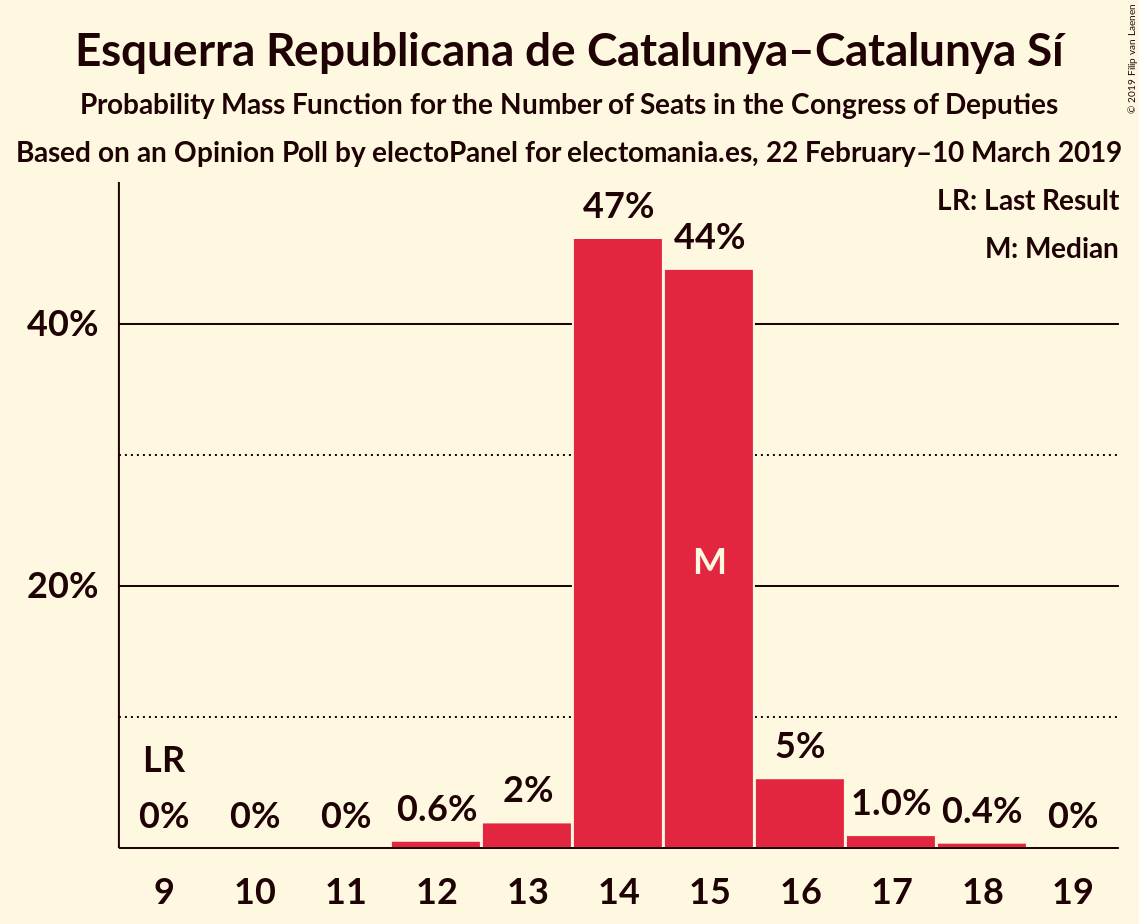 Esquerra Republicana de Catalunya–Catalunya Sí
Probability Mass Function for the Number of Seats in the Congress of Deputies
Based on an Opinion Poll by electoPanel for electomania.es, 22 February–10 March 2019
© 2019 Filip van Laenen
LR: Last Result
M: Median
47%
44%
40%
20%
M
LR
0%
0%
0%
0.6%
2%
5%
1.0%
0.4%
0%
9 10 11 12 13 14 15 16 17 18 19